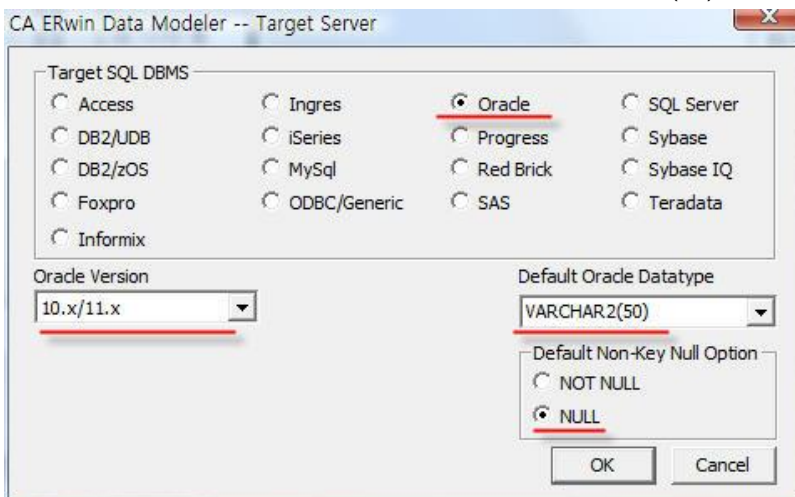 CA ERwin Data Modeler -- Target Server
Target SQL DBMS
Access Ingres Oracle SQL Server
DB2/UDB iSeries Progress Sybase
DB2/zOS MySql Red Brick Sybase IQ
Foxpro ODBC/Generic SAS Teradata
Informix
Oracle Version Default Oracle Datatype
10.x/11.x VARCHAR2(50)
Default Non-Key Null Option
NOT NULL
NULL
OK Cancel